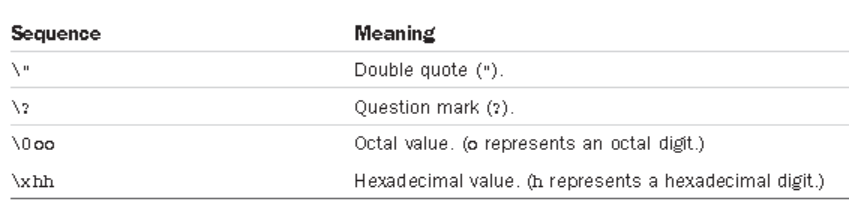 Sequence Meaning
\" Double quote (").
\? Question mark (?).
\0oo Octal value. (o represents an octal digit.)
\xhh Hexadecimal value. (h represents a hexadecimal digit.)